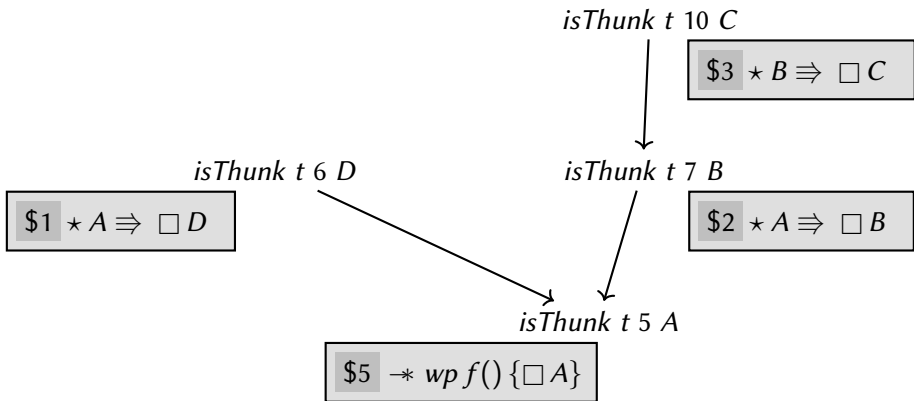 isThunk t 10 C
$3 ⋆ B ⇛ □ C
isThunk t 6 D
isThunk t 7 B
$1 ⋆ A ⇛ □ D
$2 ⋆ A ⇛ □ B
isThunk t 5 A
$5 -⋆ wp f() {□ A}